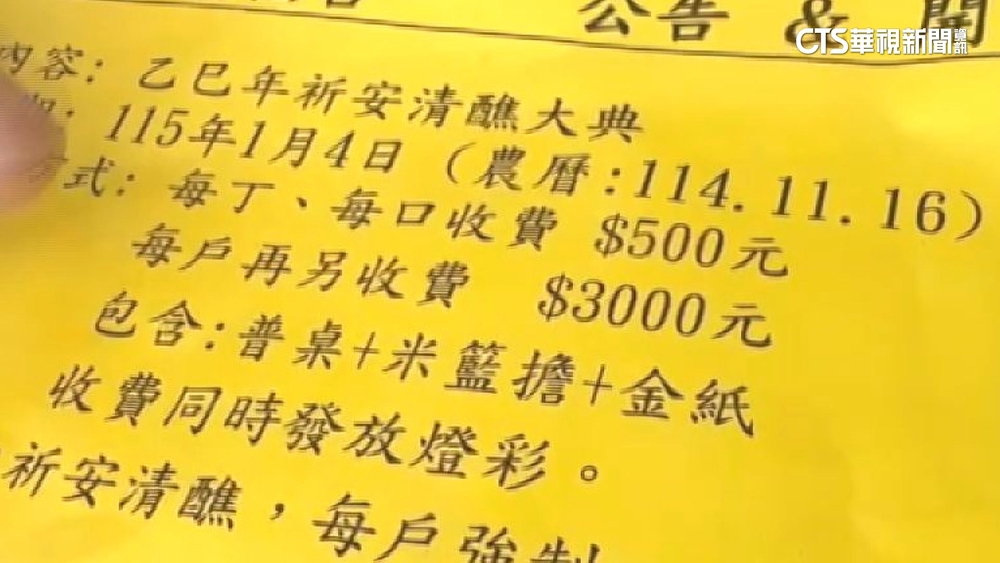 公告 & 開
CTS華視新聞資訊
內容: 乙巳年祈安清醮大典
115年1月4日 (農曆:114.11.16)
式: 每丁、每口收費 $500元
每戶再另收費 $3000元
包含:普桌+米籃擔+金紙
收費同時發放燈彩。
祈安清醮,每戶強制